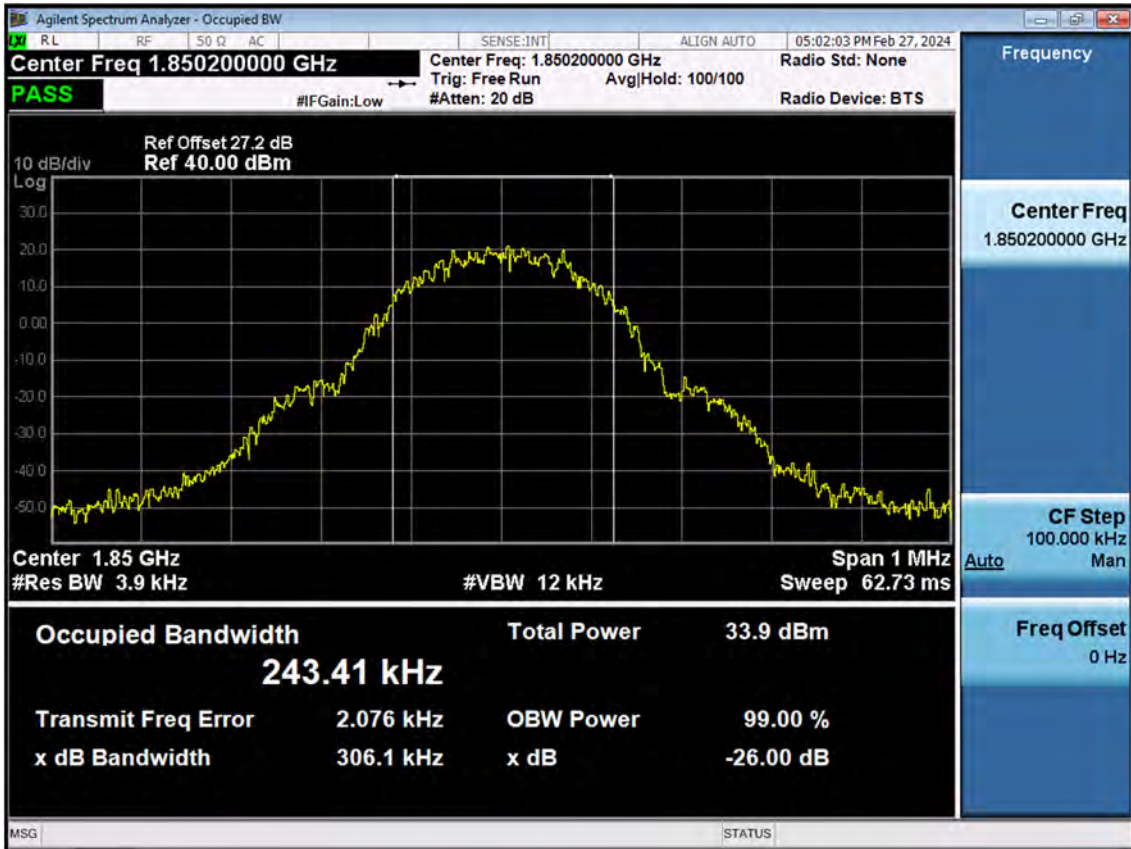 Agilent Spectrum Analyzer - Occupied BW
LXI RL RF 50 Ω AC SENSE:INT ALIGN AUTO 05:02:03 PM Feb 27, 2024
Center Freq 1.850200000 GHz
Center Freq: 1.850200000 GHz
Radio Std: None
Trig: Free Run Avg|Hold: 100/100
PASS
#IFGain:Low
#Atten: 20 dB
Radio Device: BTS
Ref Offset 27.2 dB
10 dB/div Ref 40.00 dBm
Log
30.0
20.0
10.0
0.00
-10.0
-20.0
-30.0
-40.0
-50.0
Center 1.85 GHz Span 1 MHz
#Res BW 3.9 kHz #VBW 12 kHz Sweep 62.73 ms
Occupied Bandwidth
243.41 kHz
Total Power 33.9 dBm
Transmit Freq Error 2.076 kHz OBW Power 99.00 %
x dB Bandwidth 306.1 kHz x dB -26.00 dB
MSG STATUS
Frequency
Center Freq
1.850200000 GHz
CF Step
100.000 kHz
Auto Man
Freq Offset
0 Hz